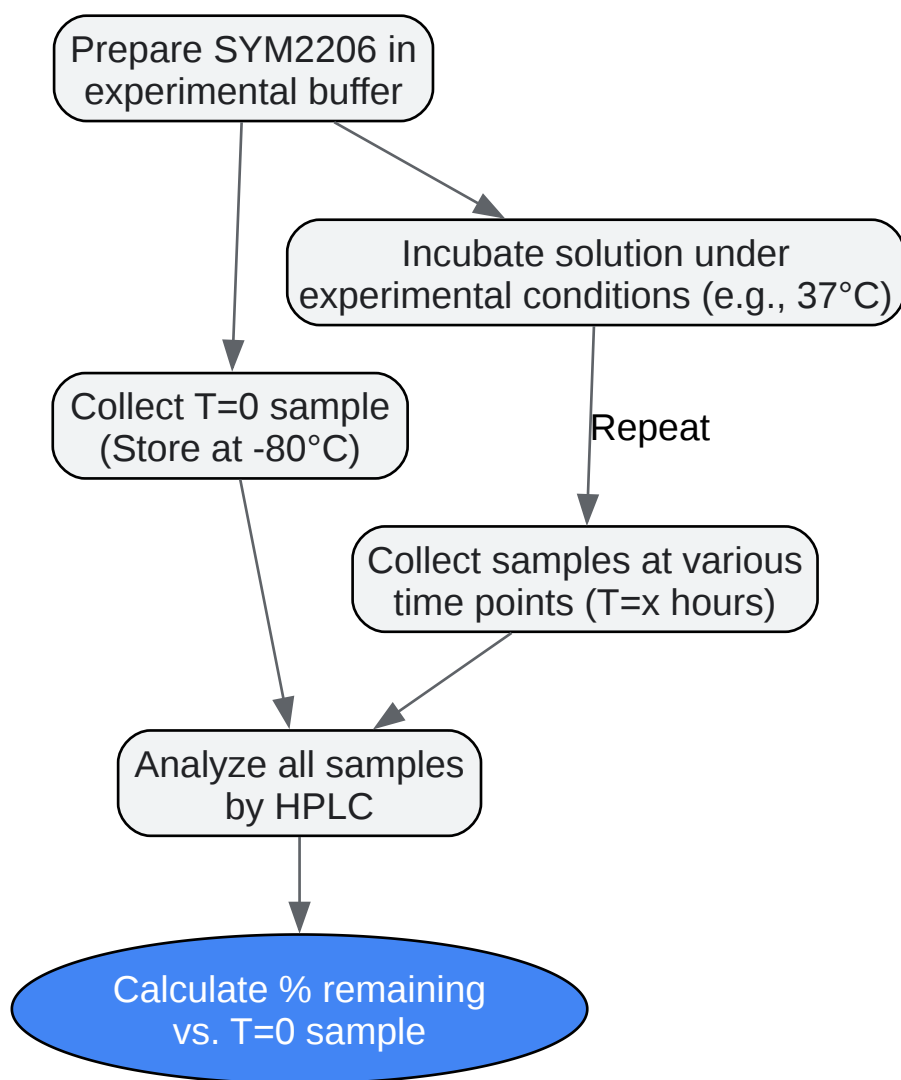 Prepare SYM2206 in
experimental buffer
Incubate solution under
experimental conditions (e.g., 37°C)
Collect T=0 sample
(Store at -80°C)
Repeat
Collect samples at various
time points (T=x hours)
Analyze all samples
by HPLC
Calculate % remaining
vs. T=0 sample